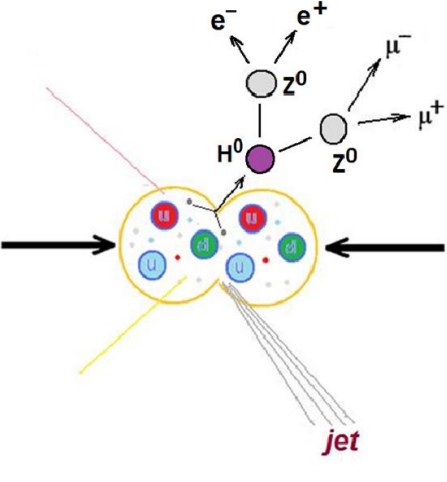 e⁻ e⁺
μ⁻
Z⁰
μ⁺
H⁰
Z⁰
u u
d d
u u
jet